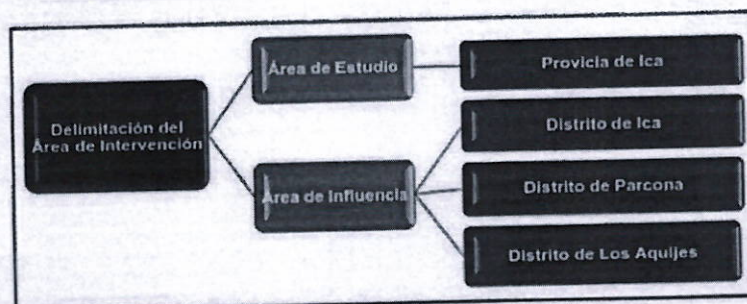 Delimitación del
Área de Intervención
Área de Estudio
Provicia de Ica
Área de Influencia
Distrito de Ica
Distrito de Parcona
Distrito de Los Aquijes